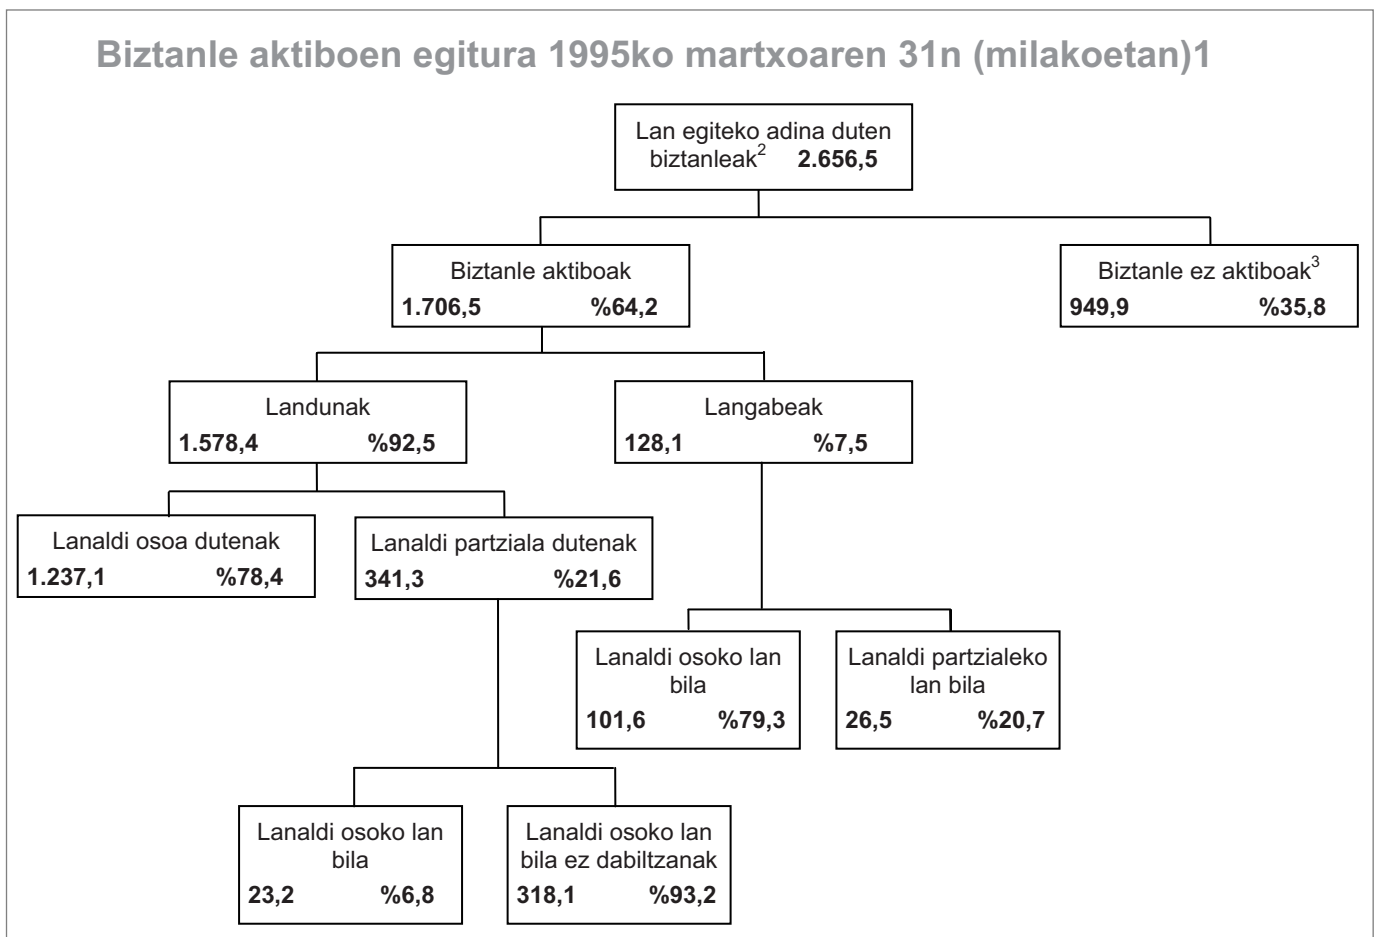 Biztanle aktiboen egitura 1995ko martxoaren 31n (milakoetan)1
Lan egiteko adina duten
biztanleak² 2.656,5
Biztanle aktiboak
1.706,5 %64,2
Biztanle ez aktiboak³
949,9 %35,8
Landunak
1.578,4 %92,5
Langabeak
128,1 %7,5
Lanaldi osoa dutenak
1.237,1 %78,4
Lanaldi partziala dutenak
341,3 %21,6
Lanaldi osoko lan
bila
101,6 %79,3
Lanaldi partzialeko
lan bila
26,5 %20,7
Lanaldi osoko lan
bila
23,2 %6,8
Lanaldi osoko lan
bila ez dabiltzanak
318,1 %93,2